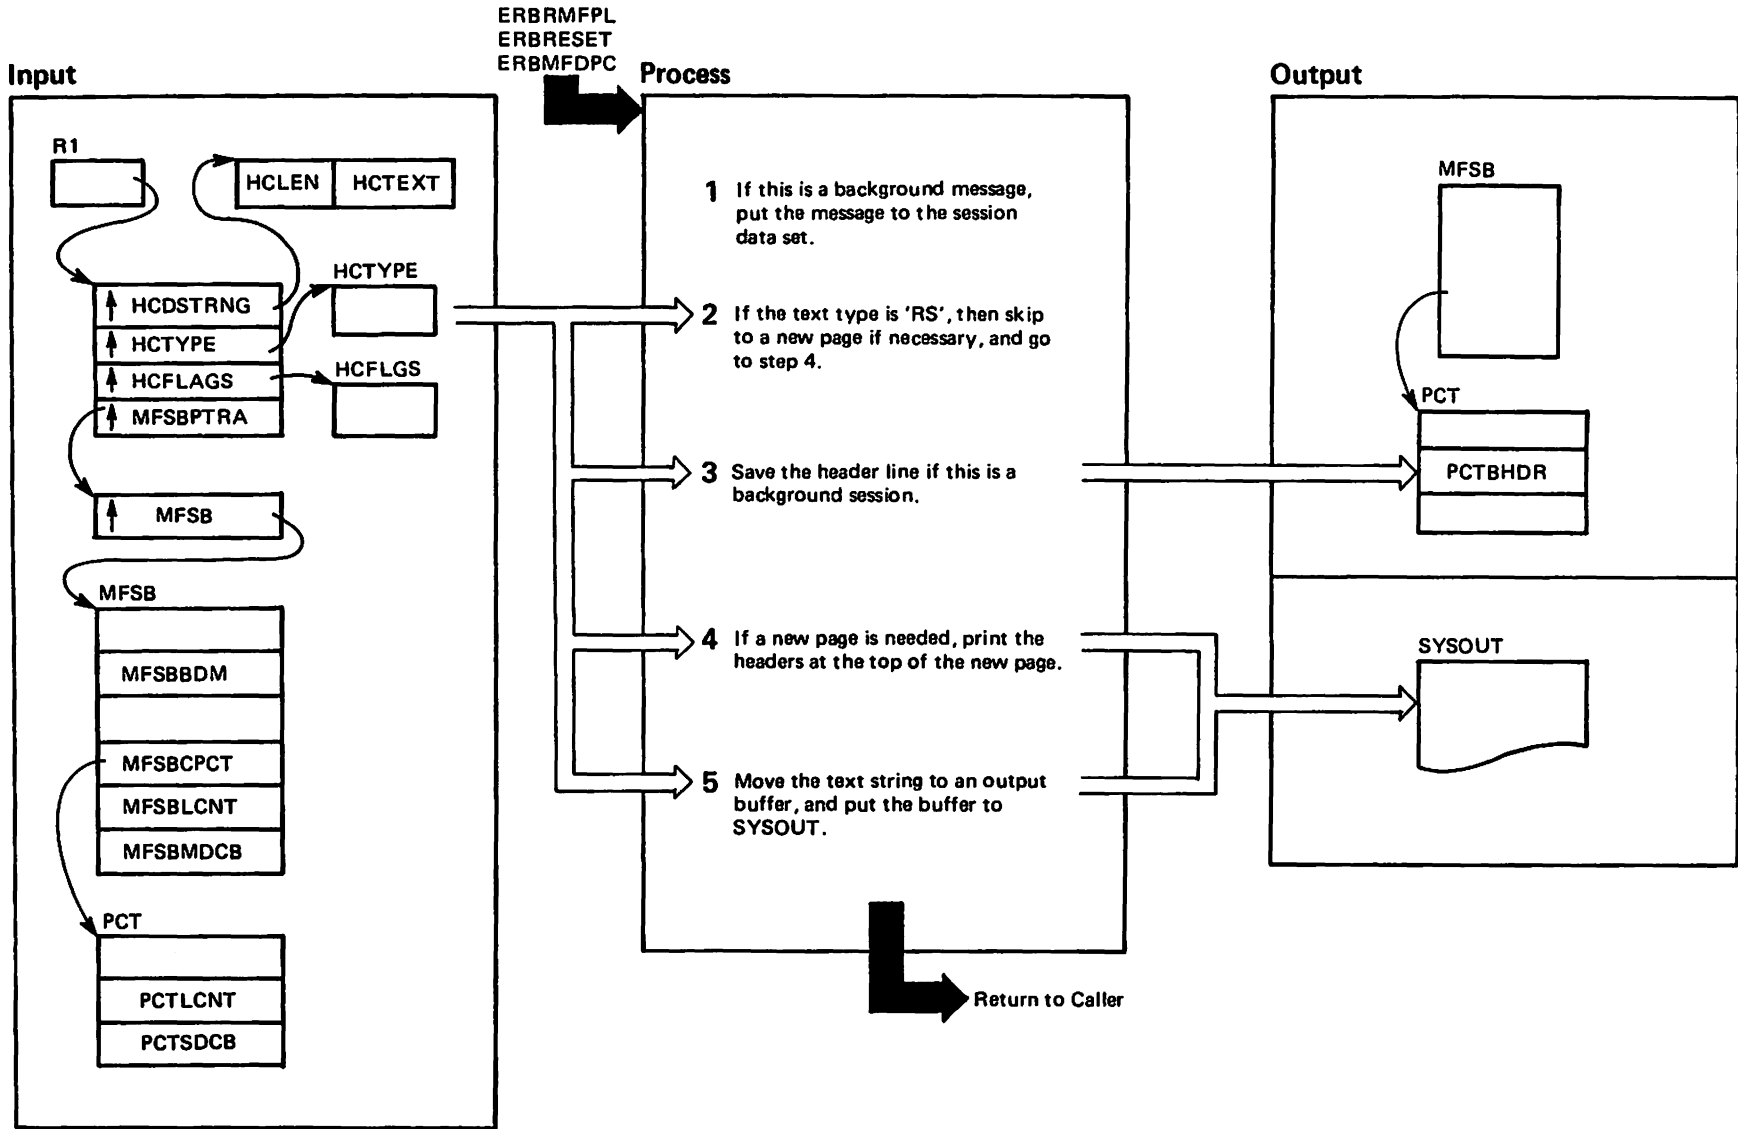 ERBRMFPL
ERBRESET
ERBMFDPC
Input
Process
Output
R1
HCLEN HCTEXT
HCDSTRNG
HCTYPE
HCFLAGS
MFSBPTRA
HCTYPE
HCFLGS
MFSB
MFSB
MFSBBDM
MFSBCPCT
MFSBLCNT
MFSBMDCB
PCT
PCTLCNT
PCTSDCB
1 If this is a background message,
put the message to the session
data set.
2 If the text type is 'RS', then skip
to a new page if necessary, and go
to step 4.
3 Save the header line if this is a
background session.
4 If a new page is needed, print the
headers at the top of the new page.
5 Move the text string to an output
buffer, and put the buffer to
SYSOUT.
Return to Caller
MFSB
PCT
PCTBHDR
SYSOUT